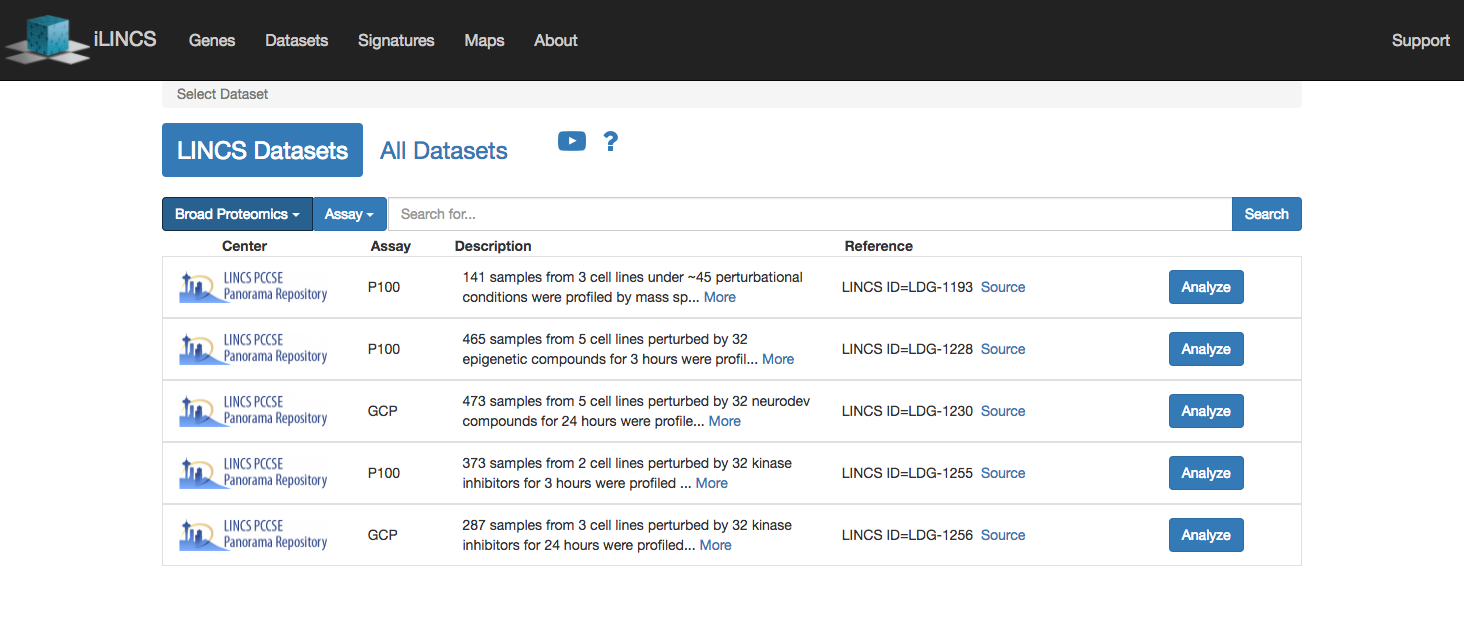 iLINCS Genes Datasets Signatures Maps About Support
Select Dataset
LINCS Datasets All Datasets ?
Broad Proteomics Assay Search for... Search
Center Assay Description Reference
LINCS PCCSE
Panorama Repository
P100
141 samples from 3 cell lines under ~45 perturbational
conditions were profiled by mass sp... More
LINCS ID=LDG-1193 Source
Analyze
LINCS PCCSE
Panorama Repository
P100
465 samples from 5 cell lines perturbed by 32
epigenetic compounds for 3 hours were profil... More
LINCS ID=LDG-1228 Source
Analyze
LINCS PCCSE
Panorama Repository
GCP
473 samples from 5 cell lines perturbed by 32 neurodev
compounds for 24 hours were profile... More
LINCS ID=LDG-1230 Source
Analyze
LINCS PCCSE
Panorama Repository
P100
373 samples from 2 cell lines perturbed by 32 kinase
inhibitors for 3 hours were profiled ... More
LINCS ID=LDG-1255 Source
Analyze
LINCS PCCSE
Panorama Repository
GCP
287 samples from 3 cell lines perturbed by 32 kinase
inhibitors for 24 hours were profiled... More
LINCS ID=LDG-1256 Source
Analyze